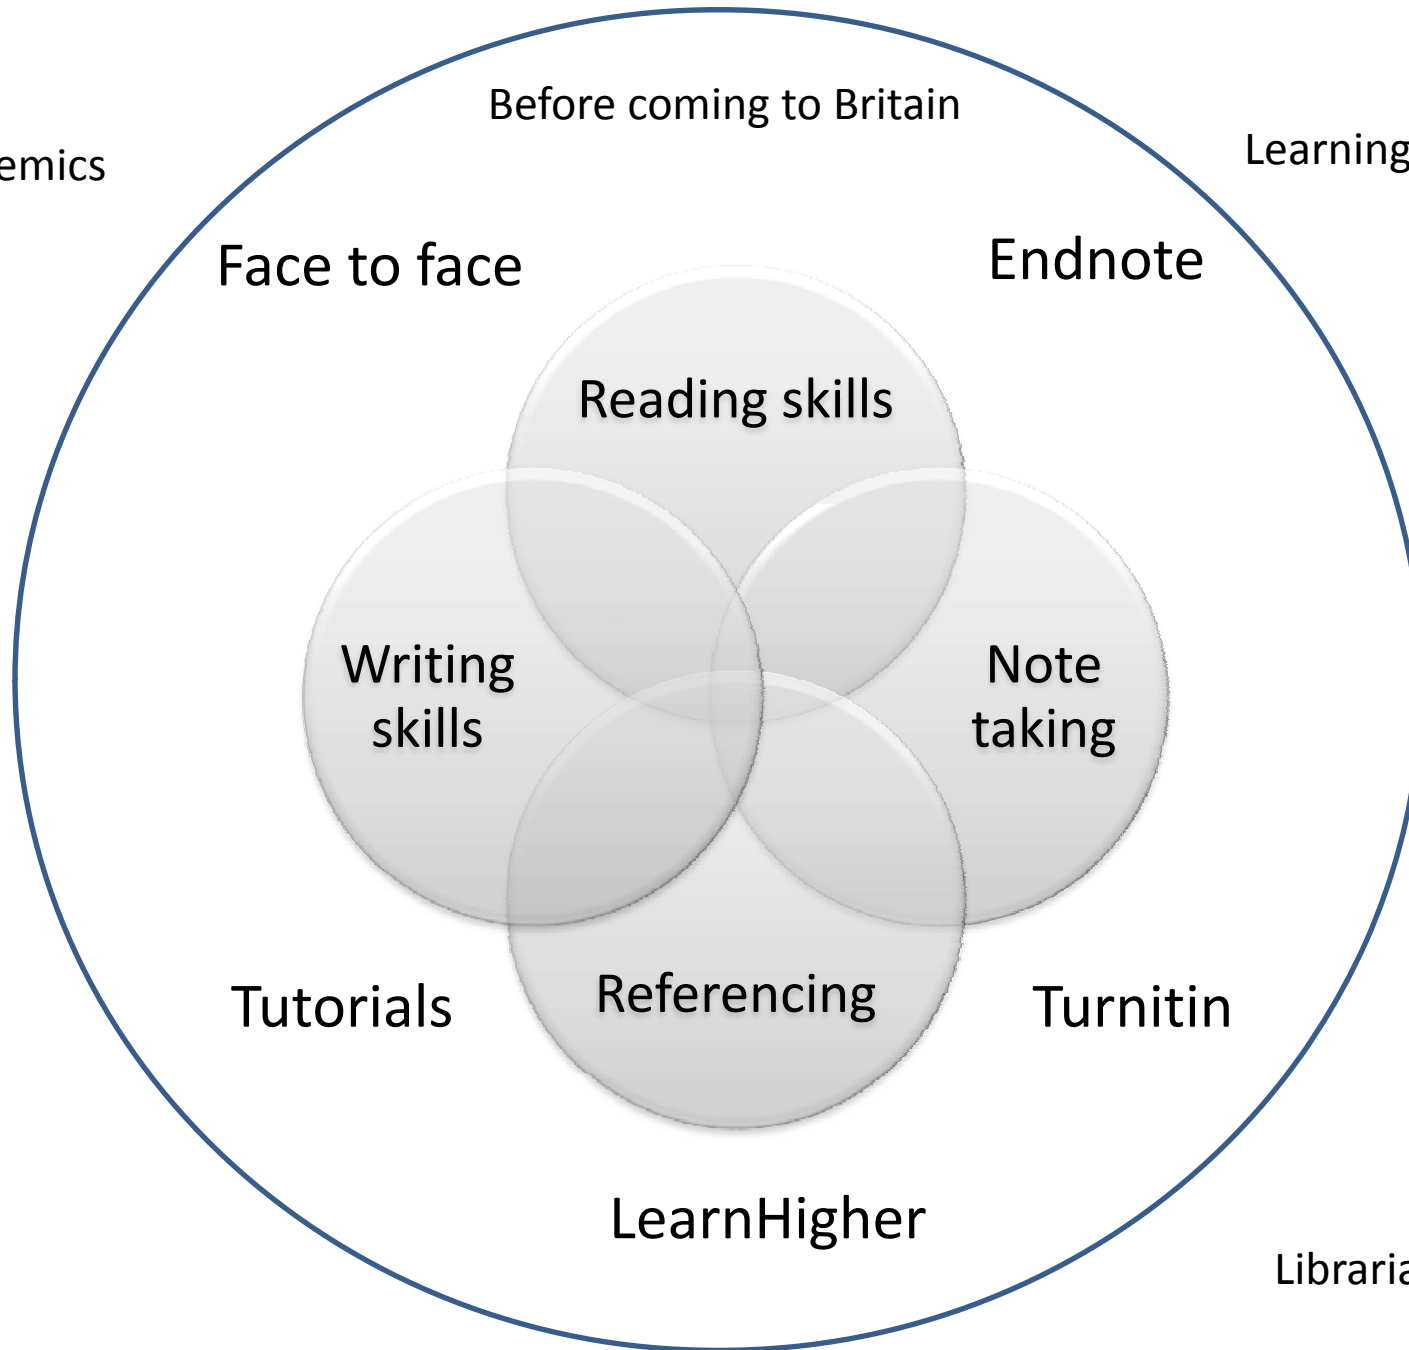 Before coming to Britain
emics
Learning
Face to face
Endnote
Reading skills
Writing
skills
Note
taking
Tutorials
Referencing
Turnitin
LearnHigher